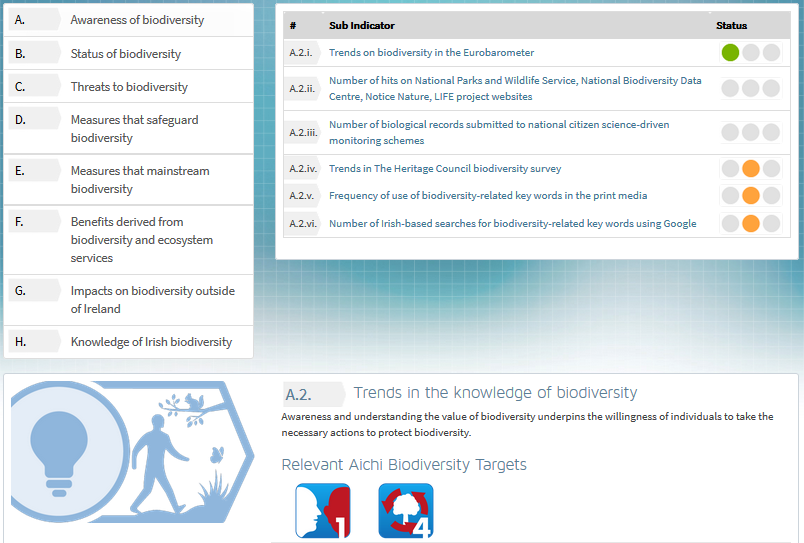 A. Awareness of biodiversity
B. Status of biodiversity
C. Threats to biodiversity
D. Measures that safeguard
biodiversity
E. Measures that mainstream
biodiversity
F. Benefits derived from
biodiversity and ecosystem
services
G. Impacts on biodiversity outside
of Ireland
H. Knowledge of Irish biodiversity
# Sub Indicator Status
A.2.i. Trends on biodiversity in the Eurobarometer
A.2.ii. Number of hits on National Parks and Wildlife Service, National Biodiversity Data
Centre, Notice Nature, LIFE project websites
A.2.iii. Number of biological records submitted to national citizen science-driven
monitoring schemes
A.2.iv. Trends in The Heritage Council biodiversity survey
A.2.v. Frequency of use of biodiversity-related key words in the print media
A.2.vi. Number of Irish-based searches for biodiversity-related key words using Google
A.2. Trends in the knowledge of biodiversity
Awareness and understanding the value of biodiversity underpins the willingness of individuals to take the
necessary actions to protect biodiversity.
Relevant Aichi Biodiversity Targets
1 4